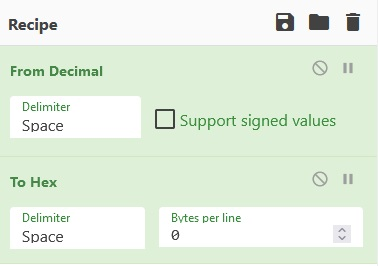 Recipe
From Decimal
Delimiter
Space
Support signed values
To Hex
Delimiter
Space
Bytes per line
0